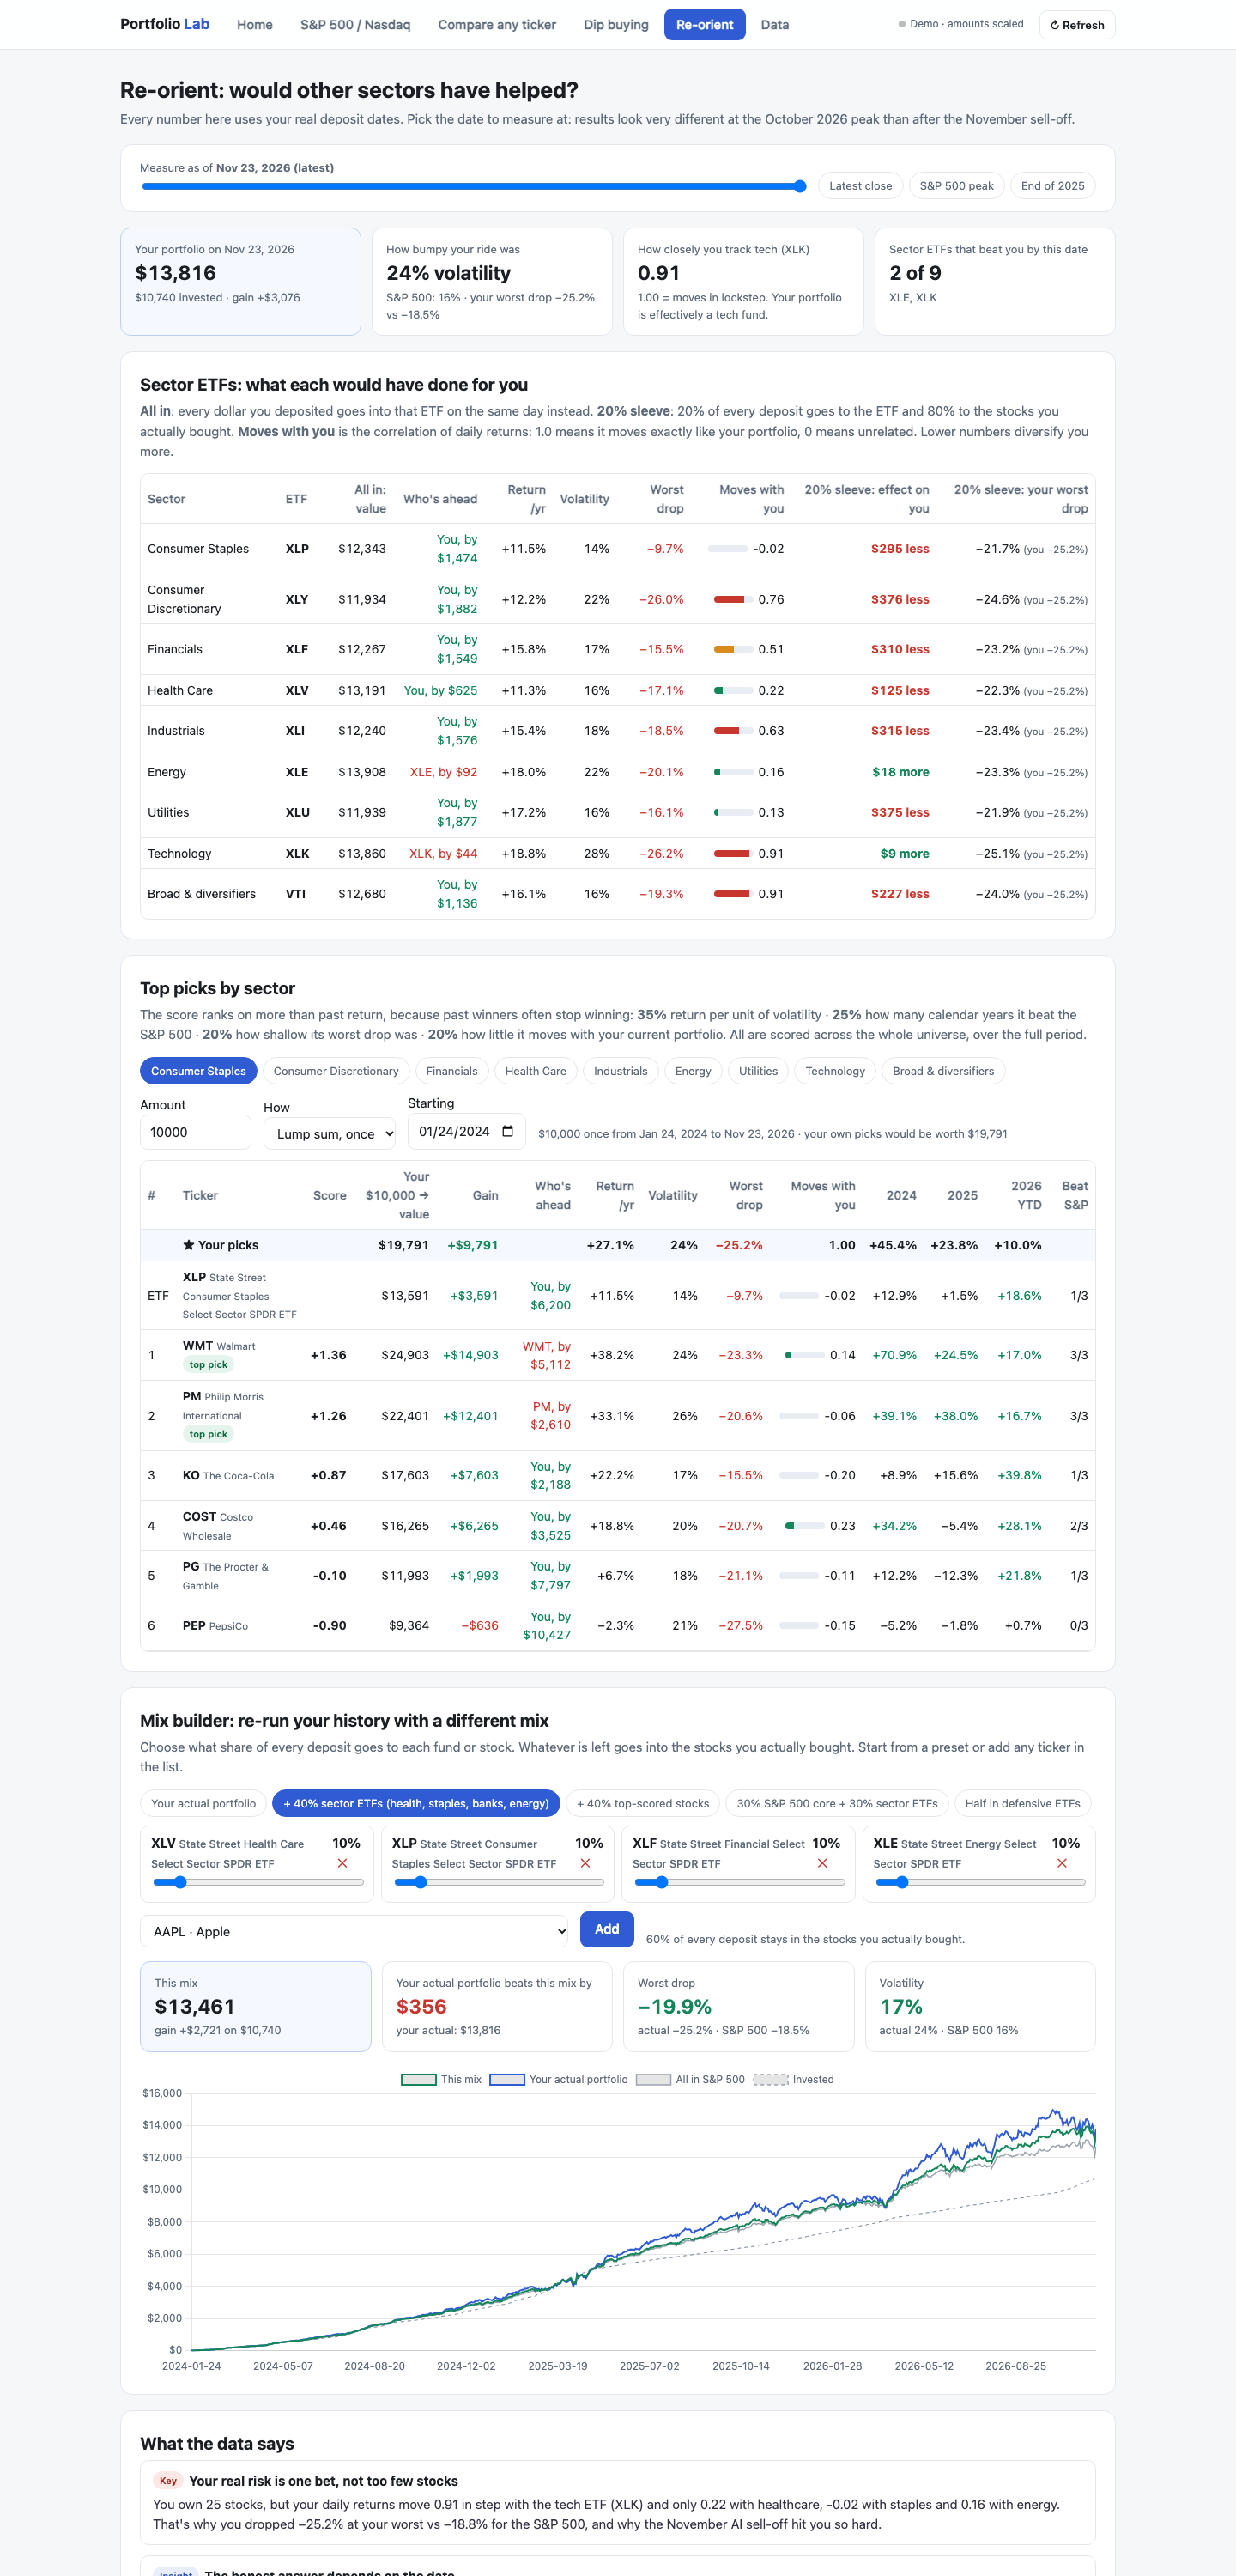 Portfolio Lab Home S&P 500 / Nasdaq Compare any ticker Dip buying Re-orient Data Demo · amounts scaled ↻ Refresh
Re-orient: would other sectors have helped?
Every number here uses your real deposit dates. Pick the date to measure at: results look very different at the October 2026 peak than after the November sell-off.
Measure as of Nov 23, 2026 (latest)
Latest close S&P 500 peak End of 2025
Your portfolio on Nov 23, 2026
$13,816
$10,740 invested · gain +$3,076
How bumpy your ride was
24% volatility
S&P 500: 16% · your worst drop −25.2%
vs −18.5%
How closely you track tech (XLK)
0.91
1.00 = moves in lockstep. Your portfolio
is effectively a tech fund.
Sector ETFs that beat you by this date
2 of 9
XLE, XLK
Sector ETFs: what each would have done for you
All in: every dollar you deposited goes into that ETF on the same day instead. 20% sleeve: 20% of every deposit goes to the ETF and 80% to the stocks you
actually bought. Moves with you is the correlation of daily returns: 1.0 means it moves exactly like your portfolio, 0 means unrelated. Lower numbers diversify you
more.
Sector ETF All in: value Who's ahead Return /yr Volatility Worst drop Moves with you 20% sleeve: effect on you 20% sleeve: your worst drop
Consumer Staples XLP $12,343 You, by $1,474 +11.5% 14% −9.7% -0.02 $295 less −21.7% (you −25.2%)
Consumer Discretionary XLY $11,934 You, by $1,882 +12.2% 22% −26.0% 0.76 $376 less −24.6% (you −25.2%)
Financials XLF $12,267 You, by $1,549 +15.8% 17% −15.5% 0.51 $310 less −23.2% (you −25.2%)
Health Care XLV $13,191 You, by $625 +11.3% 16% −17.1% 0.22 $125 less −22.3% (you −25.2%)
Industrials XLI $12,240 You, by $1,576 +15.4% 18% −18.5% 0.63 $315 less −23.4% (you −25.2%)
Energy XLE $13,908 XLE, by $92 +18.0% 22% −20.1% 0.16 $18 more −23.3% (you −25.2%)
Utilities XLU $11,939 You, by $1,877 +17.2% 16% −16.1% 0.13 $375 less −21.9% (you −25.2%)
Technology XLK $13,860 XLK, by $44 +18.8% 28% −26.2% 0.91 $9 more −25.1% (you −25.2%)
Broad & diversifiers VTI $12,680 You, by $1,136 +16.1% 16% −19.3% 0.91 $227 less −24.0% (you −25.2%)
Top picks by sector
The score ranks on more than past return, because past winners often stop winning: 35% return per unit of volatility · 25% how many calendar years it beat the
S&P 500 · 20% how shallow its worst drop was · 20% how little it moves with your current portfolio. All are scored across the whole universe, over the full period.
Consumer Staples Consumer Discretionary Financials Health Care Industrials Energy Utilities Technology Broad & diversifiers
Amount How Starting
10000 Lump sum, once 01/24/2024 $10,000 once from Jan 24, 2024 to Nov 23, 2026 · your own picks would be worth $19,791
# Ticker Score Your $10,000 → value Gain Who's ahead Return /yr Volatility Worst drop Moves with you 2024 2025 2026 YTD Beat S&P
★ Your picks $19,791 +$9,791 +27.1% 24% −25.2% 1.00 +45.4% +23.8% +10.0%
ETF XLP State Street Consumer Staples Select Sector SPDR ETF $13,591 +$3,591 You, by $6,200 +11.5% 14% −9.7% -0.02 +12.9% +1.5% +18.6% 1/3
1 WMT Walmart top pick +1.36 $24,903 +$14,903 WMT, by $5,112 +38.2% 24% −23.3% 0.14 +70.9% +24.5% +17.0% 3/3
2 PM Philip Morris International top pick +1.26 $22,401 +$12,401 PM, by $2,610 +33.1% 26% −20.6% -0.06 +39.1% +38.0% +16.7% 3/3
3 KO The Coca-Cola +0.87 $17,603 +$7,603 You, by $2,188 +22.2% 17% −15.5% -0.20 +8.9% +15.6% +39.8% 1/3
4 COST Costco Wholesale +0.46 $16,265 +$6,265 You, by $3,525 +18.8% 20% −20.7% 0.23 +34.2% −5.4% +28.1% 2/3
5 PG The Procter & Gamble -0.10 $11,993 +$1,993 You, by $7,797 +6.7% 18% −21.1% -0.11 +12.2% −12.3% +21.8% 1/3
6 PEP PepsiCo -0.90 $9,364 −$636 You, by $10,427 −2.3% 21% −27.5% -0.15 −5.2% −1.8% +0.7% 0/3
Mix builder: re-run your history with a different mix
Choose what share of every deposit goes to each fund or stock. Whatever is left goes into the stocks you actually bought. Start from a preset or add any ticker in
the list.
Your actual portfolio + 40% sector ETFs (health, staples, banks, energy) + 40% top-scored stocks 30% S&P 500 core + 30% sector ETFs Half in defensive ETFs
XLV State Street Health Care Select Sector SPDR ETF 10% ×
XLP State Street Consumer Staples Select Sector SPDR ETF 10% ×
XLF State Street Financial Select Sector SPDR ETF 10% ×
XLE State Street Energy Select Sector SPDR ETF 10% ×
AAPL · Apple Add 60% of every deposit stays in the stocks you actually bought.
This mix
$13,461
gain +$2,721 on $10,740
Your actual portfolio beats this mix by
$356
your actual: $13,816
Worst drop
−19.9%
actual −25.2% · S&P 500 −18.5%
Volatility
17%
actual 24% · S&P 500 16%
This mix Your actual portfolio All in S&P 500 Invested
$16,000
$14,000
$12,000
$10,000
$8,000
$6,000
$4,000
$2,000
$0
2024-01-24 2024-05-07 2024-08-20 2024-12-02 2025-03-19 2025-07-02 2025-10-14 2026-01-28 2026-05-12 2026-08-25
What the data says
Key Your real risk is one bet, not too few stocks
You own 25 stocks, but your daily returns move 0.91 in step with the tech ETF (XLK) and only 0.22 with healthcare, -0.02 with staples and 0.16 with energy.
That's why you dropped −25.2% at your worst vs −18.8% for the S&P 500, and why the November AI sell-off hit you so hard.
Insight The honest answer depends on the date